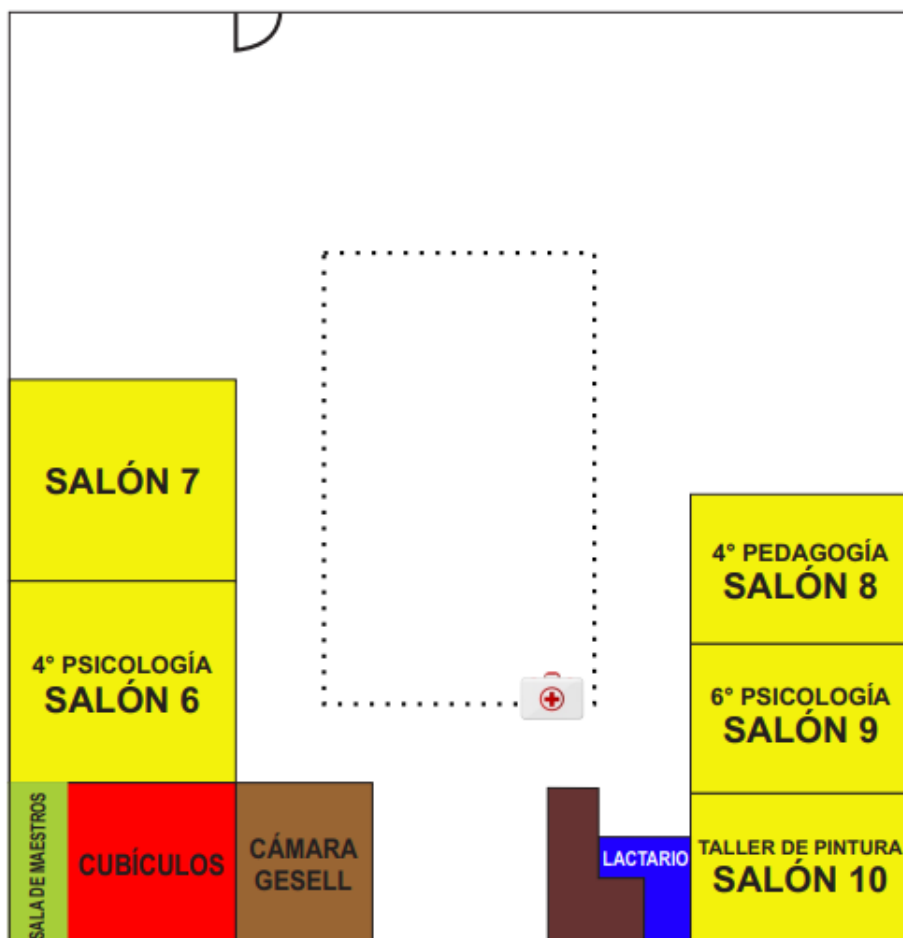 SALÓN 7
4° PSICOLOGÍA
SALÓN 6
SALA DE MAESTROS
CUBÍCULOS
CÁMARA
GESELL
LACTARIO
4° PEDAGOGÍA
SALÓN 8
6° PSICOLOGÍA
SALÓN 9
TALLER DE PINTURA
SALÓN 10